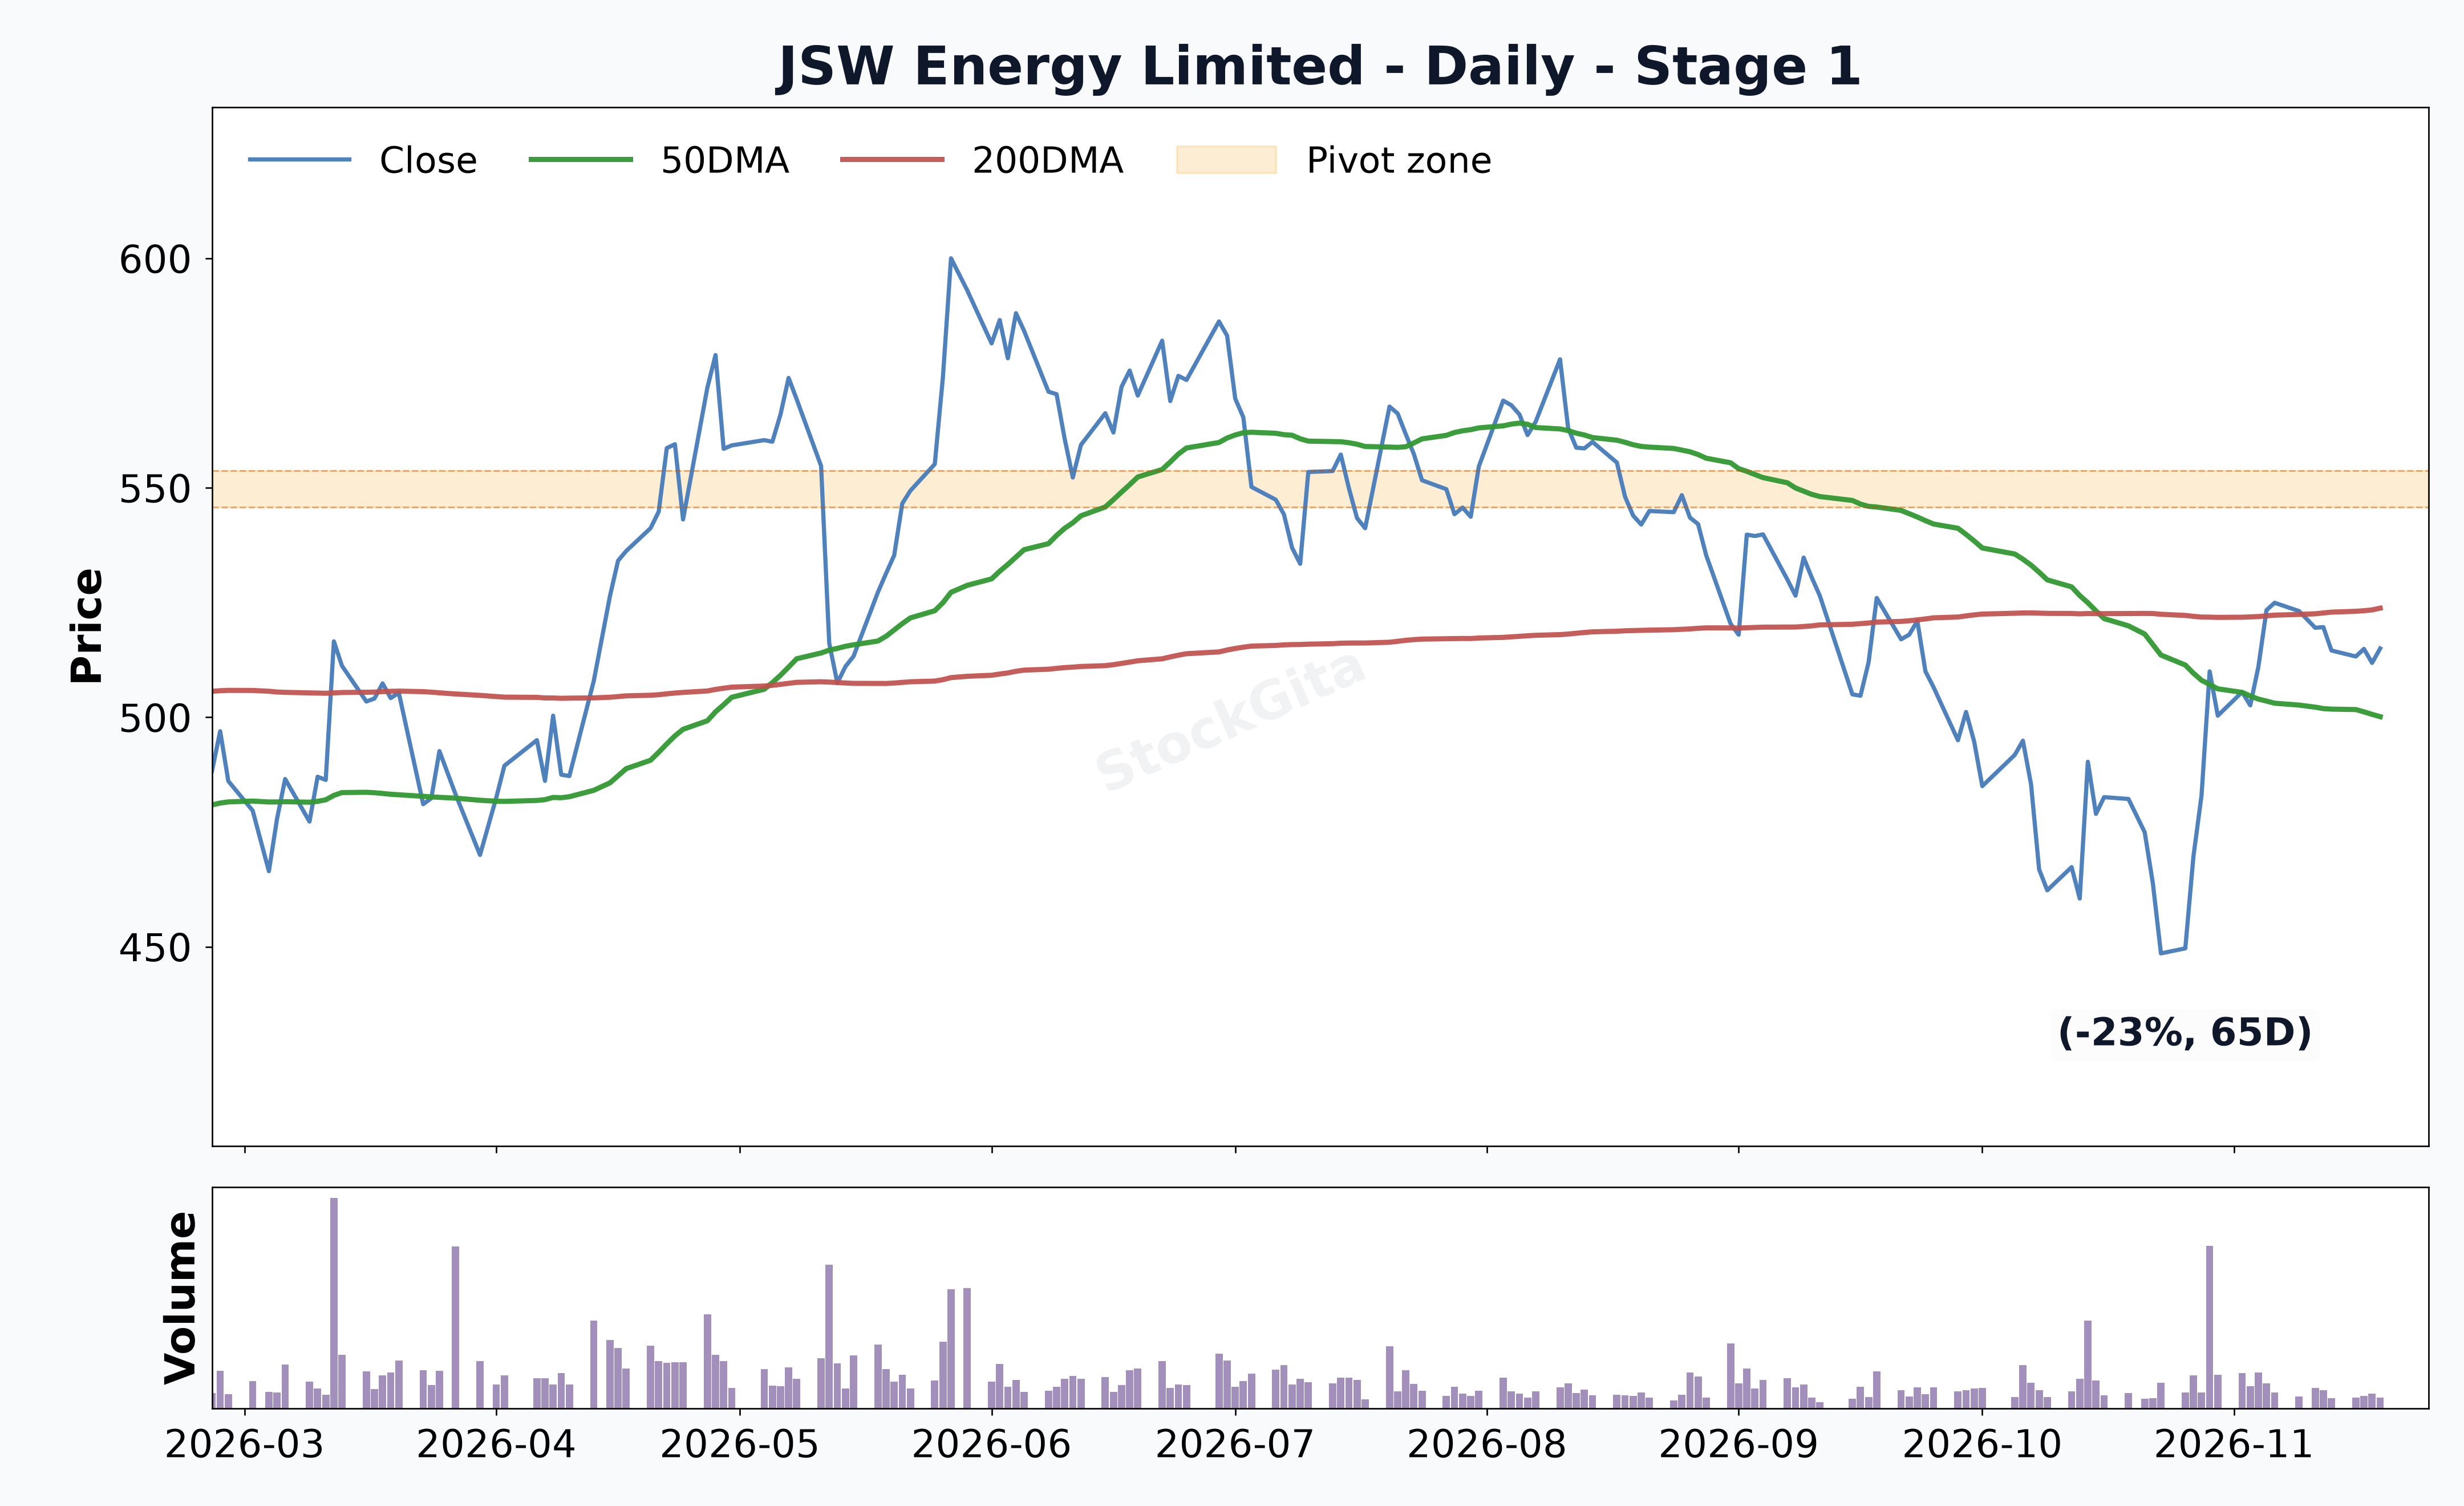 JSW Energy Limited - Daily - Stage 1
Close 50DMA 200DMA Pivot zone
600
550
500
450
Price
StockGita
(-23%, 65D)
Volume
2026-03 2026-04 2026-05 2026-06 2026-07 2026-08 2026-09 2026-10 2026-11